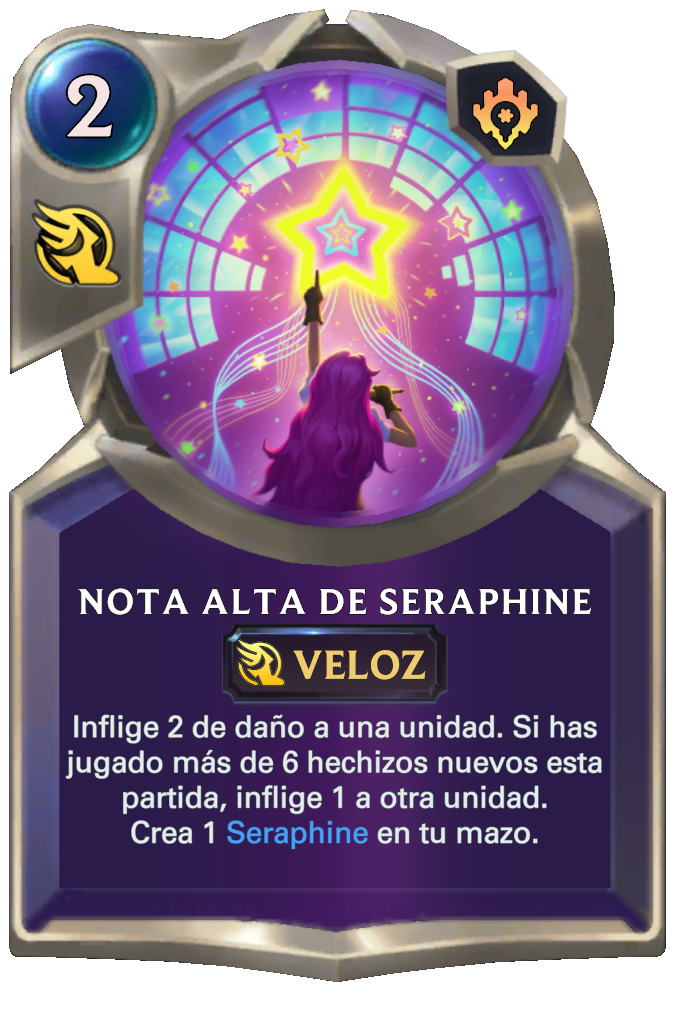 2
NOTA ALTA DE SERAPHINE
VELOZ
Inflige 2 de daño a una unidad. Si has
jugado más de 6 hechizos nuevos esta
partida, inflige 1 a otra unidad.
Crea 1 Seraphine en tu mazo.